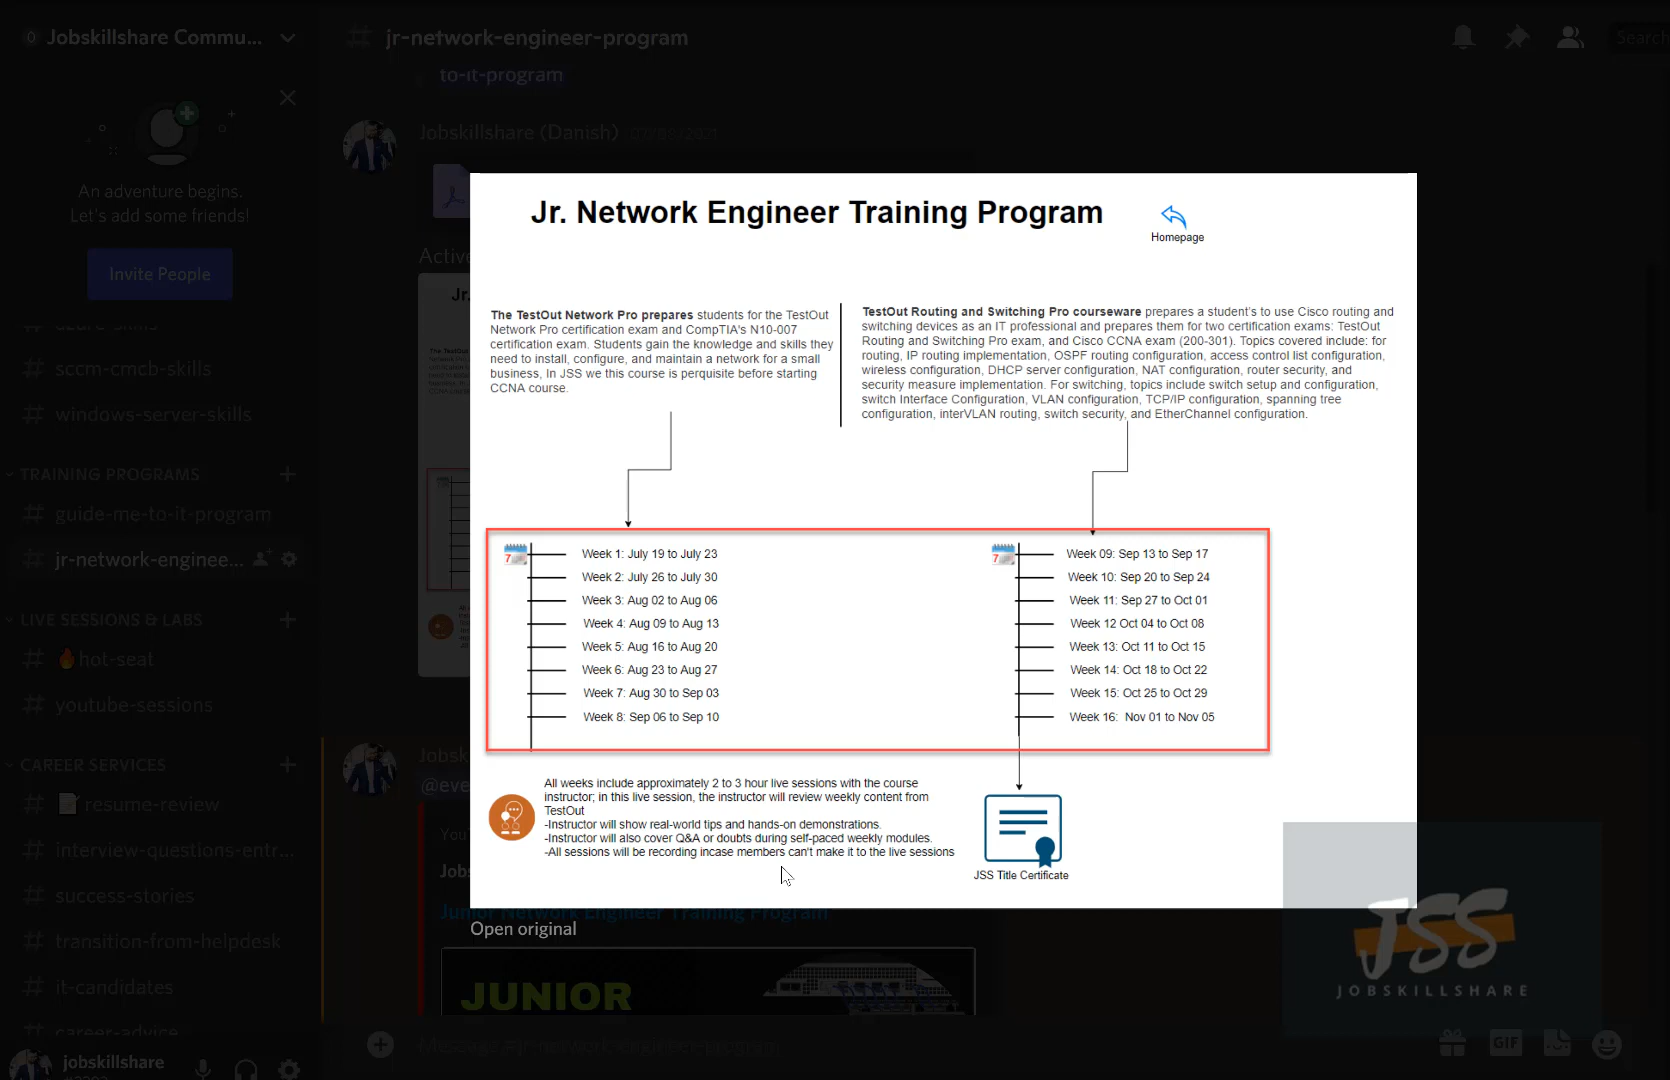 Jobskillshare Commu...
jr-network-engineer-program
Search
to-it-program
Jobskillshare (Danish)
An adventure begins.
Let's add some friends!
Invite People
sccm-cmcb-skills
windows-server-skills
TRAINING PROGRAMS
guide-me-to-it-program
jr-network-enginee...
LIVE SESSIONS & LABS
hot-seat
youtube-sessions
CAREER SERVICES
resume-review
interview-questions-entr...
success-stories
transition-from-helpdesk
it-candidates
career-advice
jobskillshare
Jr. Network Engineer Training Program
Homepage
The TestOut Network Pro prepares students for the TestOut
Network Pro certification exam and CompTIA's N10-007
certification exam. Students gain the knowledge and skills they
need to install, configure, and maintain a network for a small
business, In JSS we this course is perquisite before starting
CCNA course.
TestOut Routing and Switching Pro courseware prepares a student's to use Cisco routing and
switching devices as an IT professional and prepares them for two certification exams: TestOut
Routing and Switching Pro exam, and Cisco CCNA exam (200-301). Topics covered include: for
routing, IP routing implementation, OSPF routing configuration, access control list configuration,
wireless configuration, DHCP server configuration, NAT configuration, router security, and
security measure implementation. For switching, topics include switch setup and configuration,
switch Interface Configuration, VLAN configuration, TCP/IP configuration, spanning tree
configuration, interVLAN routing, switch security, and EtherChannel configuration.
7
Week 1: July 19 to July 23
Week 2: July 26 to July 30
Week 3: Aug 02 to Aug 06
Week 4: Aug 09 to Aug 13
Week 5: Aug 16 to Aug 20
Week 6: Aug 23 to Aug 27
Week 7: Aug 30 to Sep 03
Week 8: Sep 06 to Sep 10
7
Week 09: Sep 13 to Sep 17
Week 10: Sep 20 to Sep 24
Week 11: Sep 27 to Oct 01
Week 12 Oct 04 to Oct 08
Week 13: Oct 11 to Oct 15
Week 14: Oct 18 to Oct 22
Week 15: Oct 25 to Oct 29
Week 16: Nov 01 to Nov 05
All weeks include approximately 2 to 3 hour live sessions with the course
instructor; in this live session, the instructor will review weekly content from
TestOut
-Instructor will show real-world tips and hands-on demonstrations.
-Instructor will also cover Q&A or doubts during self-paced weekly modules.
-All sessions will be recording incase members can't make it to the live sessions
JSS Title Certificate
Junior Network Engineer Training Program
Open original
JUNIOR
Message #jr-network-engineer-program
GIF
JSS
JOBSKILLSHARE